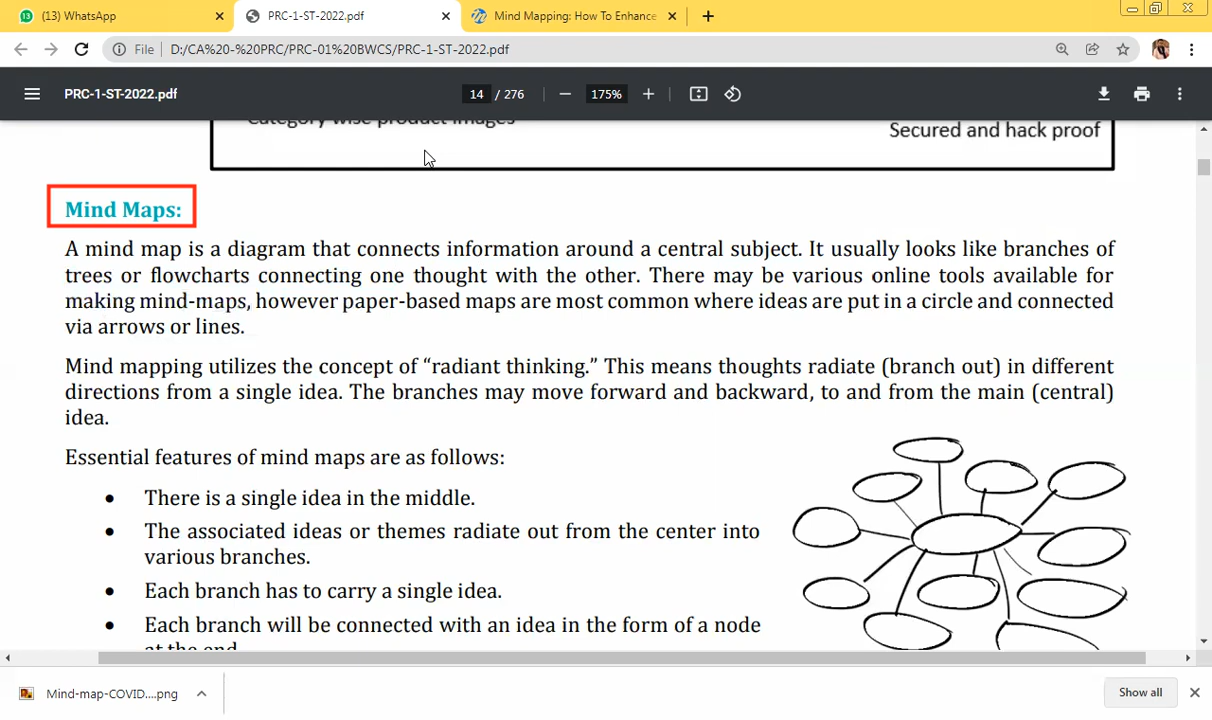 (13) WhatsApp
PRC-1-ST-2022.pdf
Mind Mapping: How To Enhance
File
D:/CA%20-%20PRC/PRC-01%20BWCS/PRC-1-ST-2022.pdf
PRC-1-ST-2022.pdf
14 / 276
175%
Category wise product images
Secured and hack proof
Mind Maps:
A mind map is a diagram that connects information around a central subject. It usually looks like branches of
trees or flowcharts connecting one thought with the other. There may be various online tools available for
making mind-maps, however paper-based maps are most common where ideas are put in a circle and connected
via arrows or lines.
Mind mapping utilizes the concept of “radiant thinking.” This means thoughts radiate (branch out) in different
directions from a single idea. The branches may move forward and backward, to and from the main (central)
idea.
Essential features of mind maps are as follows:
• There is a single idea in the middle.
• The associated ideas or themes radiate out from the center into
various branches.
• Each branch has to carry a single idea.
• Each branch will be connected with an idea in the form of a node
at the end.
Mind-map-COVID....png
Show all